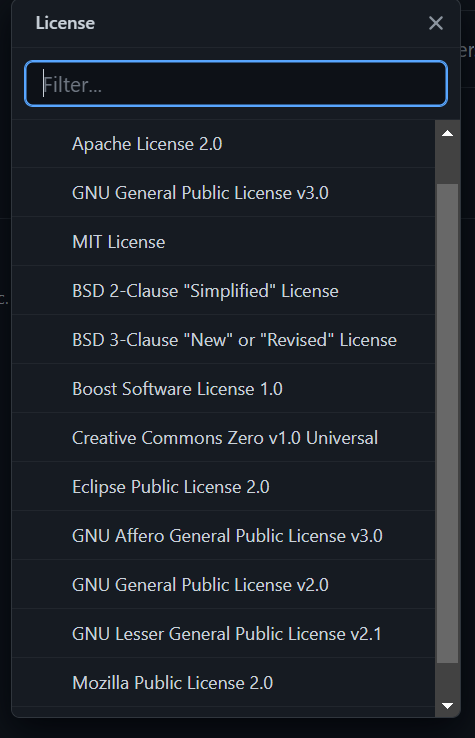 License
Filter...
Apache License 2.0
GNU General Public License v3.0
MIT License
BSD 2-Clause "Simplified" License
BSD 3-Clause "New" or "Revised" License
Boost Software License 1.0
Creative Commons Zero v1.0 Universal
Eclipse Public License 2.0
GNU Affero General Public License v3.0
GNU General Public License v2.0
GNU Lesser General Public License v2.1
Mozilla Public License 2.0